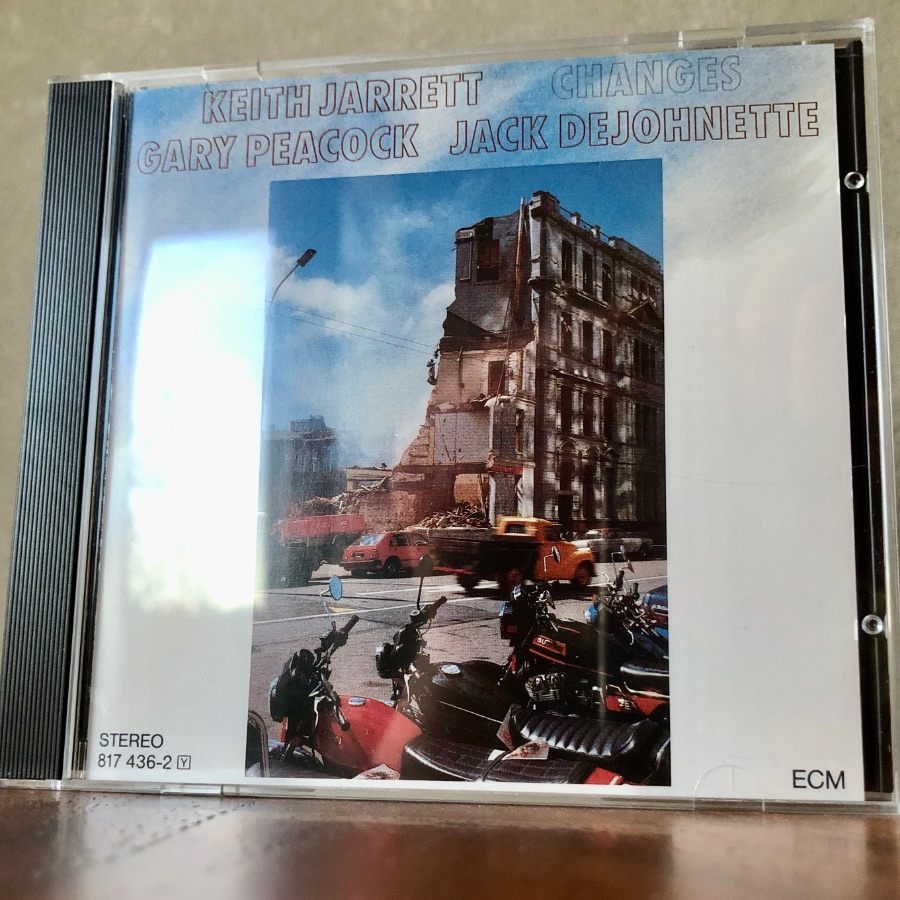 KEITH JARRETT CHANGES
GARY PEACOCK JACK DEJOHNETTE
STEREO
817 436-2 Y
ECM